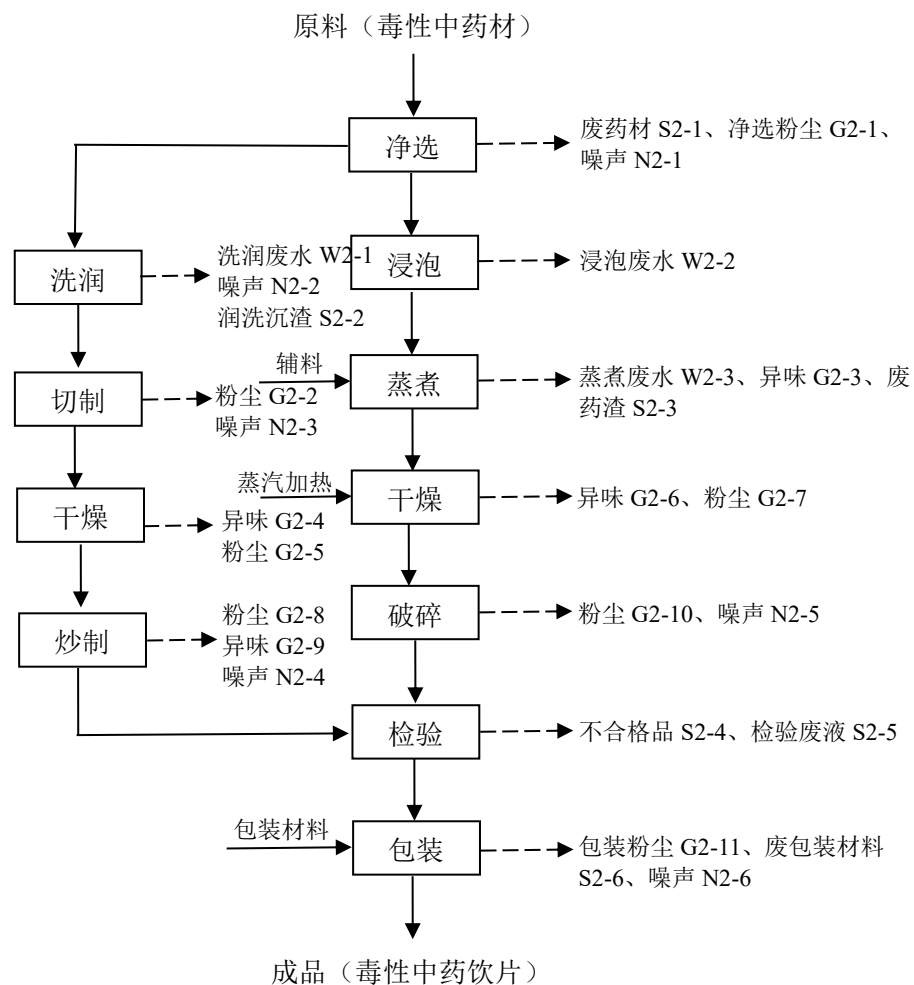 原料（毒性中药材）
净选
废药材 S2-1、净选粉尘 G2-1、
噪声 N2-1
洗润
洗润废水 W2-1
噪声 N2-2
润洗沉渣 S2-2
浸泡
浸泡废水 W2-2
切制
粉尘 G2-2
噪声 N2-3
辅料
蒸煮
蒸煮废水 W2-3、异味 G2-3、废
药渣 S2-3
干燥
异味 G2-4
粉尘 G2-5
蒸汽加热
干燥
异味 G2-6、粉尘 G2-7
炒制
粉尘 G2-8
异味 G2-9
噪声 N2-4
破碎
粉尘 G2-10、噪声 N2-5
检验
不合格品 S2-4、检验废液 S2-5
包装材料
包装
包装粉尘 G2-11、废包装材料
S2-6、噪声 N2-6
成品（毒性中药饮片）